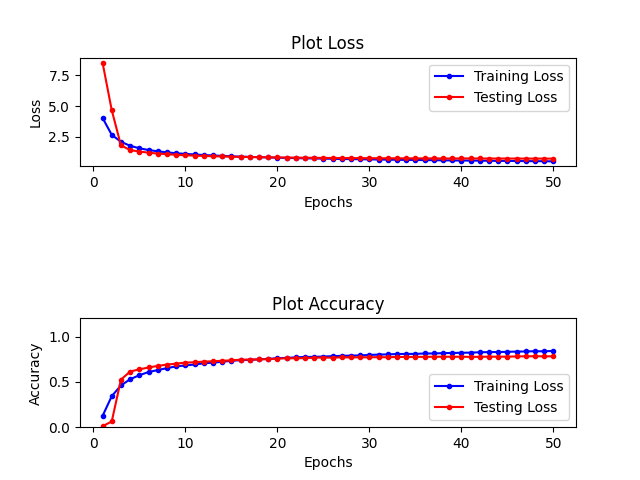 Plot Loss
7.5
5.0
2.5
Loss
Training Loss
Testing Loss
0 10 20 30 40 50
Epochs
Plot Accuracy
1.0
0.5
0.0
Accuracy
Training Loss
Testing Loss
0 10 20 30 40 50
Epochs